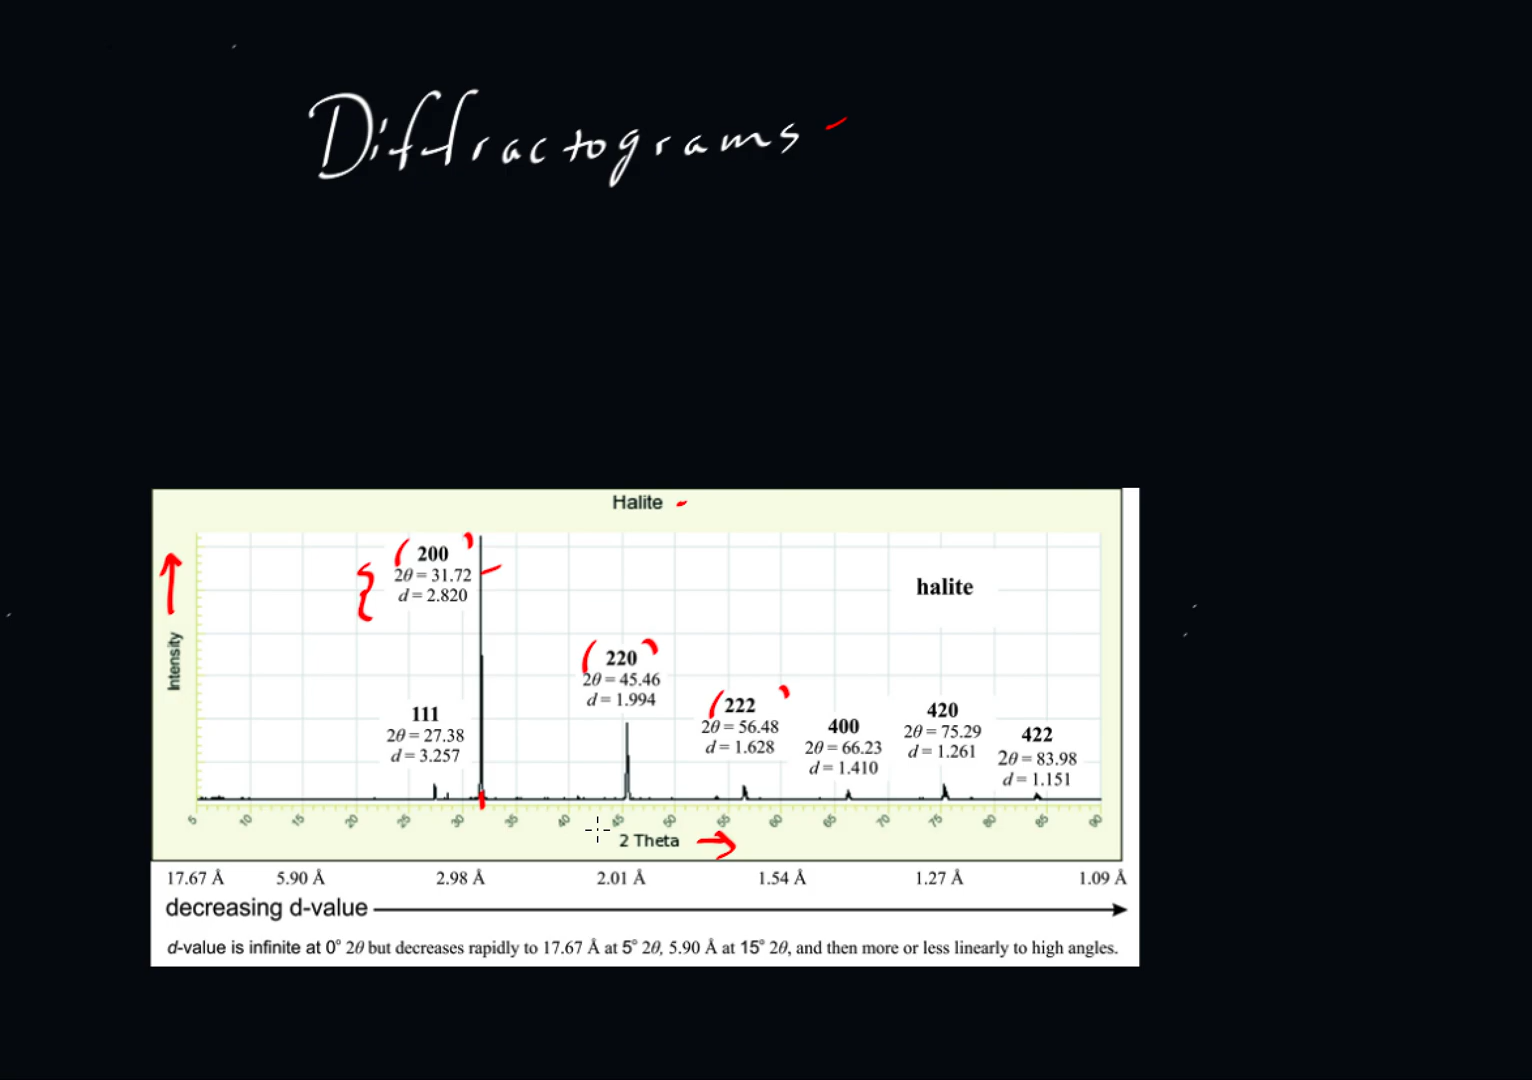 Diffractograms
Halite
(200)
2θ = 31.72
d = 2.820
halite
Intensity
(220)
2θ = 45.46
d = 1.994
(222)
2θ = 56.48
d = 1.628
111
2θ = 27.38
d = 3.257
400
2θ = 66.23
d = 1.410
420
2θ = 75.29
d = 1.261
422
2θ = 83.98
d = 1.151
5 10 15 20 25 30 35 40 45 50 55 60 65 70 75 80 85 90
2 Theta
17.67 Å 5.90 Å 2.98 Å 2.01 Å 1.54 Å 1.27 Å 1.09 Å
decreasing d-value
d-value is infinite at 0° 2θ but decreases rapidly to 17.67 Å at 5° 2θ, 5.90 Å at 15° 2θ, and then more or less linearly to high angles.